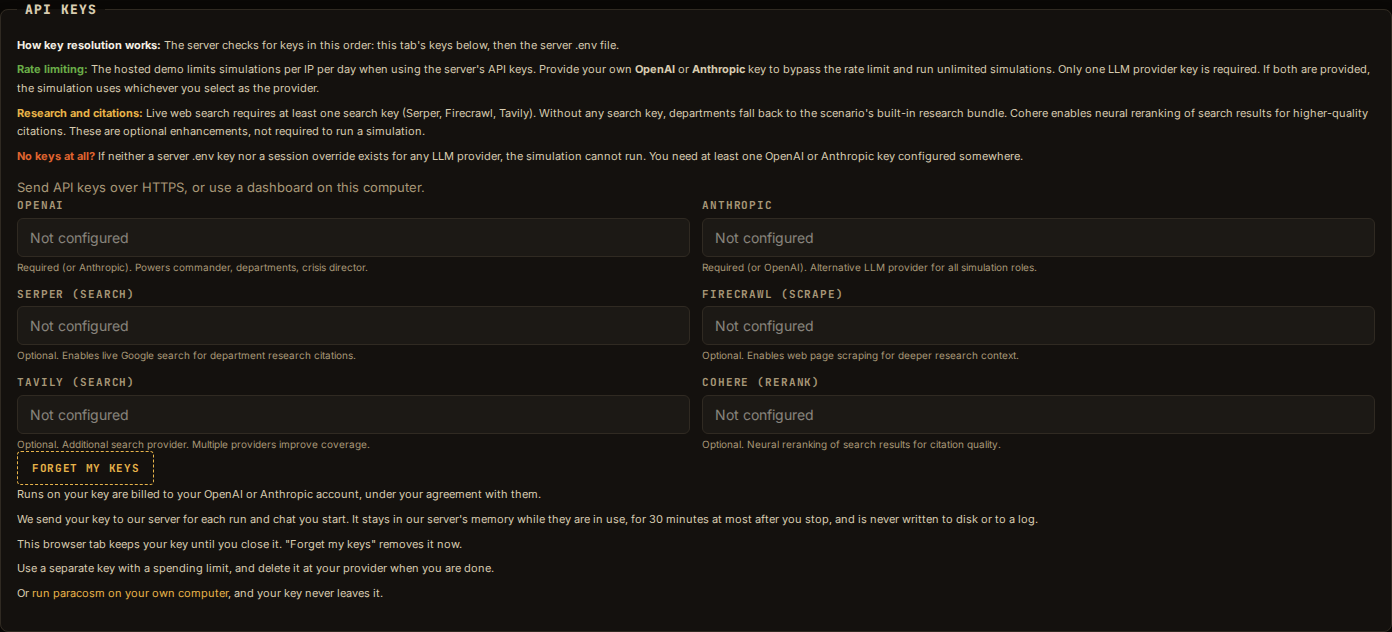 API KEYS
How key resolution works: The server checks for keys in this order: this tab's keys below, then the server .env file.
Rate limiting: The hosted demo limits simulations per IP per day when using the server's API keys. Provide your own OpenAI or Anthropic key to bypass the rate limit and run unlimited simulations. Only one LLM provider key is required. If both are provided,
the simulation uses whichever you select as the provider.
Research and citations: Live web search requires at least one search key (Serper, Firecrawl, Tavily). Without any search key, departments fall back to the scenario's built-in research bundle. Cohere enables neural reranking of search results for higher-quality
citations. These are optional enhancements, not required to run a simulation.
No keys at all? If neither a server .env key nor a session override exists for any LLM provider, the simulation cannot run. You need at least one OpenAI or Anthropic key configured somewhere.
Send API keys over HTTPS, or use a dashboard on this computer.
OPENAI
Not configured
Required (or Anthropic). Powers commander, departments, crisis director.
ANTHROPIC
Not configured
Required (or OpenAI). Alternative LLM provider for all simulation roles.
SERPER (SEARCH)
Not configured
Optional. Enables live Google search for department research citations.
FIRECRAWL (SCRAPE)
Not configured
Optional. Enables web page scraping for deeper research context.
TAVILY (SEARCH)
Not configured
Optional. Additional search provider. Multiple providers improve coverage.
COHERE (RERANK)
Not configured
Optional. Neural reranking of search results for citation quality.
FORGET MY KEYS
Runs on your key are billed to your OpenAI or Anthropic account, under your agreement with them.
We send your key to our server for each run and chat you start. It stays in our server's memory while they are in use, for 30 minutes at most after you stop, and is never written to disk or to a log.
This browser tab keeps your key until you close it. "Forget my keys" removes it now.
Use a separate key with a spending limit, and delete it at your provider when you are done.
Or run paracosm on your own computer, and your key never leaves it.